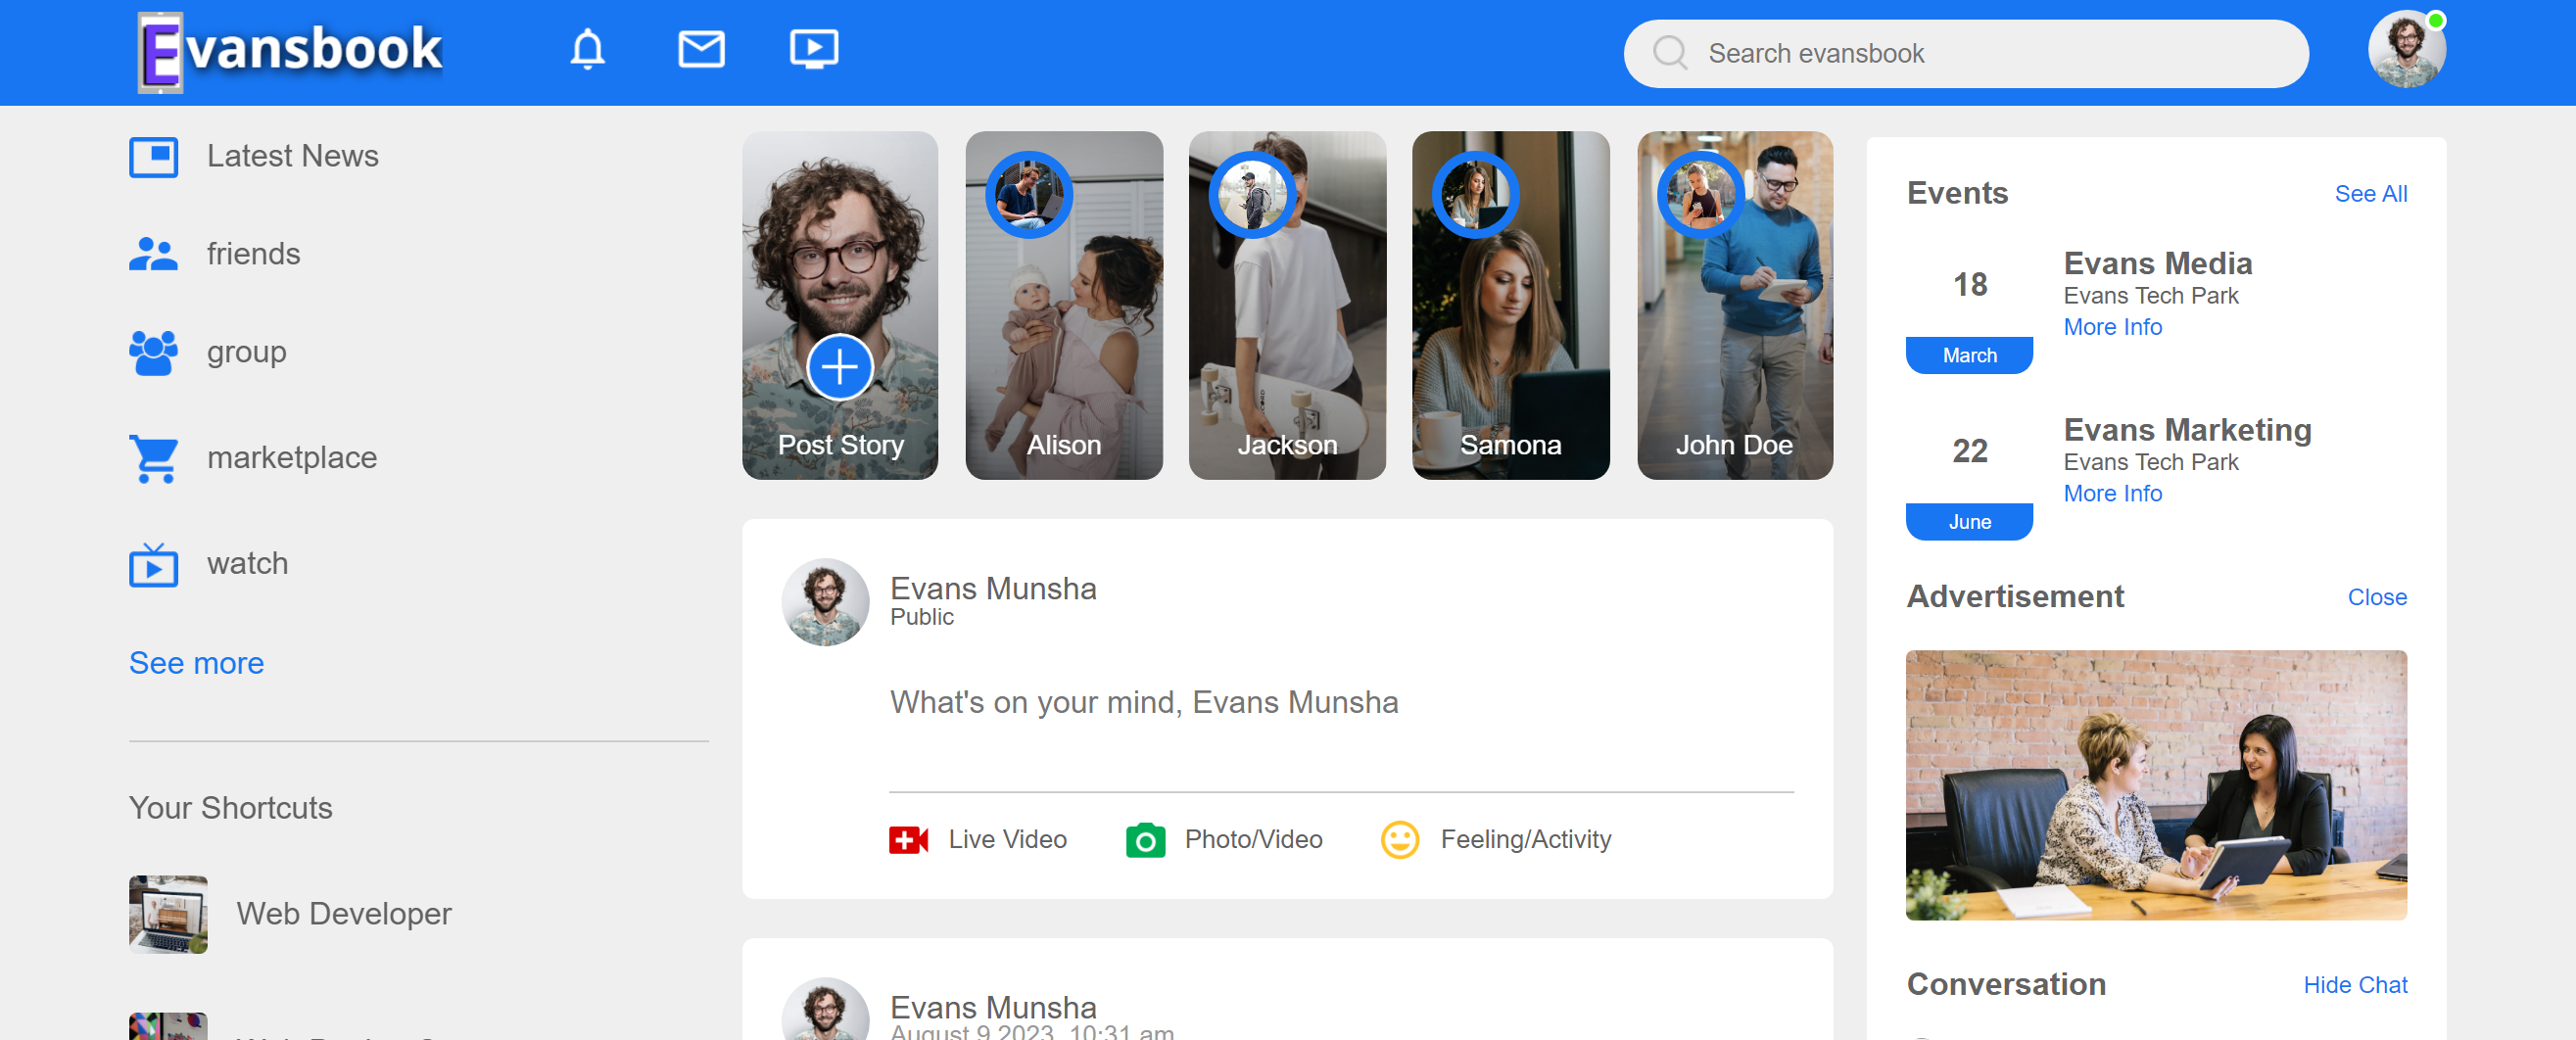 Evansbook
Search evansbook
Latest News
friends
group
marketplace
watch
See more
Your Shortcuts
Web Developer
Post Story
Alison
Jackson
Samona
John Doe
Evans Munsha
Public
What's on your mind, Evans Munsha
Live Video
Photo/Video
Feeling/Activity
Evans Munsha
August 9 2023, 10:31 am
Events
See All
18
March
Evans Media
Evans Tech Park
More Info
22
June
Evans Marketing
Evans Tech Park
More Info
Advertisement
Close
Conversation
Hide Chat